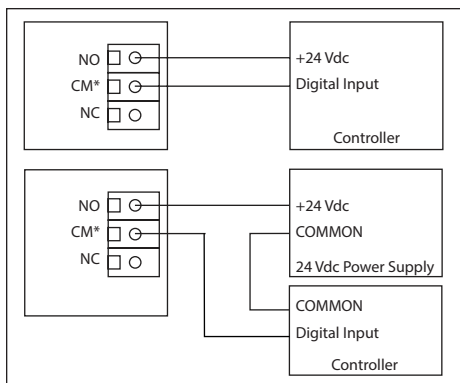 NO
CM*
NC
+24 Vdc
Digital Input
Controller
NO
CM*
NC
+24 Vdc
COMMON
24 Vdc Power Supply
COMMON
Digital Input
Controller